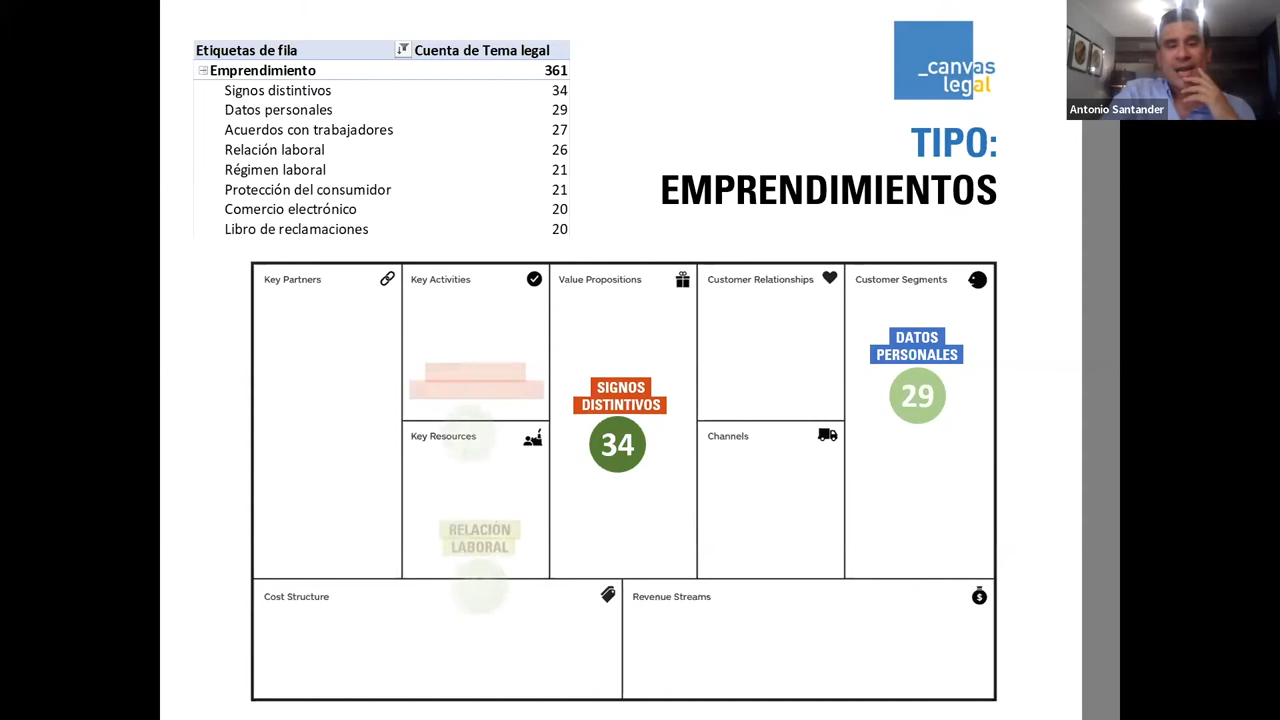 Etiquetas de fila Cuenta de Tema legal
Emprendimiento 361
Signos distintivos 34
Datos personales 29
Acuerdos con trabajadores 27
Relación laboral 26
Régimen laboral 21
Protección del consumidor 21
Comercio electrónico 20
Libro de reclamaciones 20
_canvas
legal
Antonio Santander
TIPO:
EMPRENDIMIENTOS
Key Partners
Key Activities
Value Propositions
Customer Relationships
Customer Segments
DATOS
PERSONALES
29
SIGNOS
DISTINTIVOS
34
Key Resources
Channels
RELACIÓN
LABORAL
Cost Structure
Revenue Streams
$